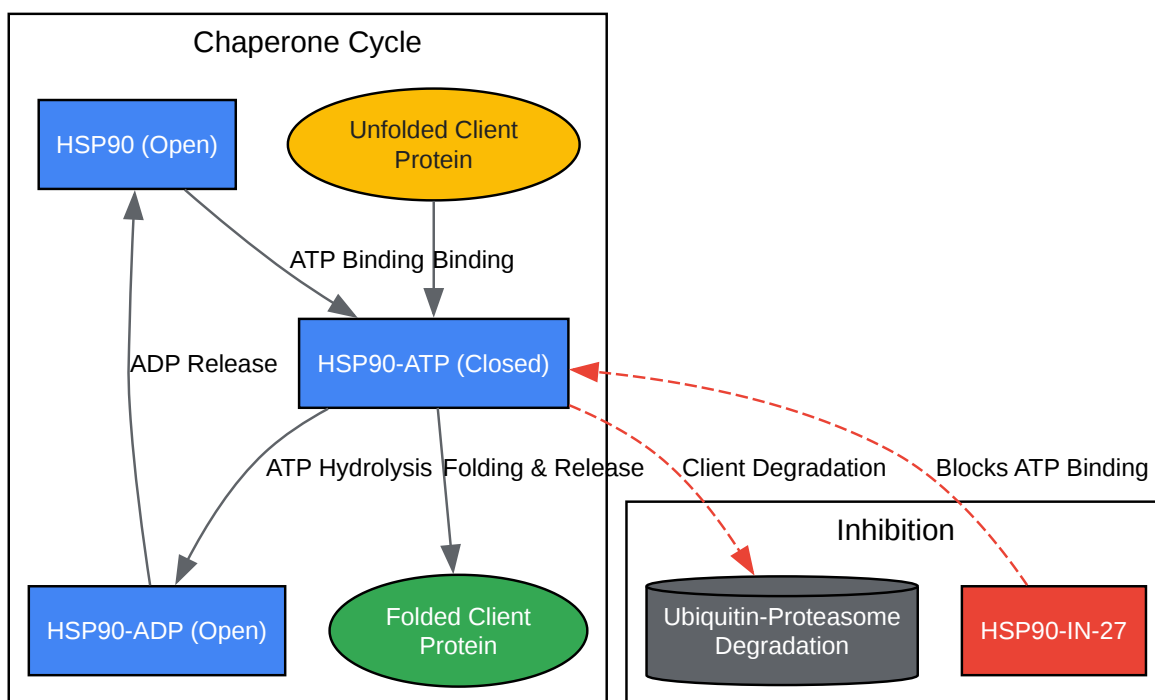 Chaperone Cycle
HSP90 (Open)
Unfolded Client
Protein
ATP Binding
Binding
HSP90-ATP (Closed)
ADP Release
ATP Hydrolysis
Folding & Release
Client Degradation
Blocks ATP Binding
Inhibition
HSP90-ADP (Open)
Folded Client
Protein
Ubiquitin-Proteasome
Degradation
HSP90-IN-27